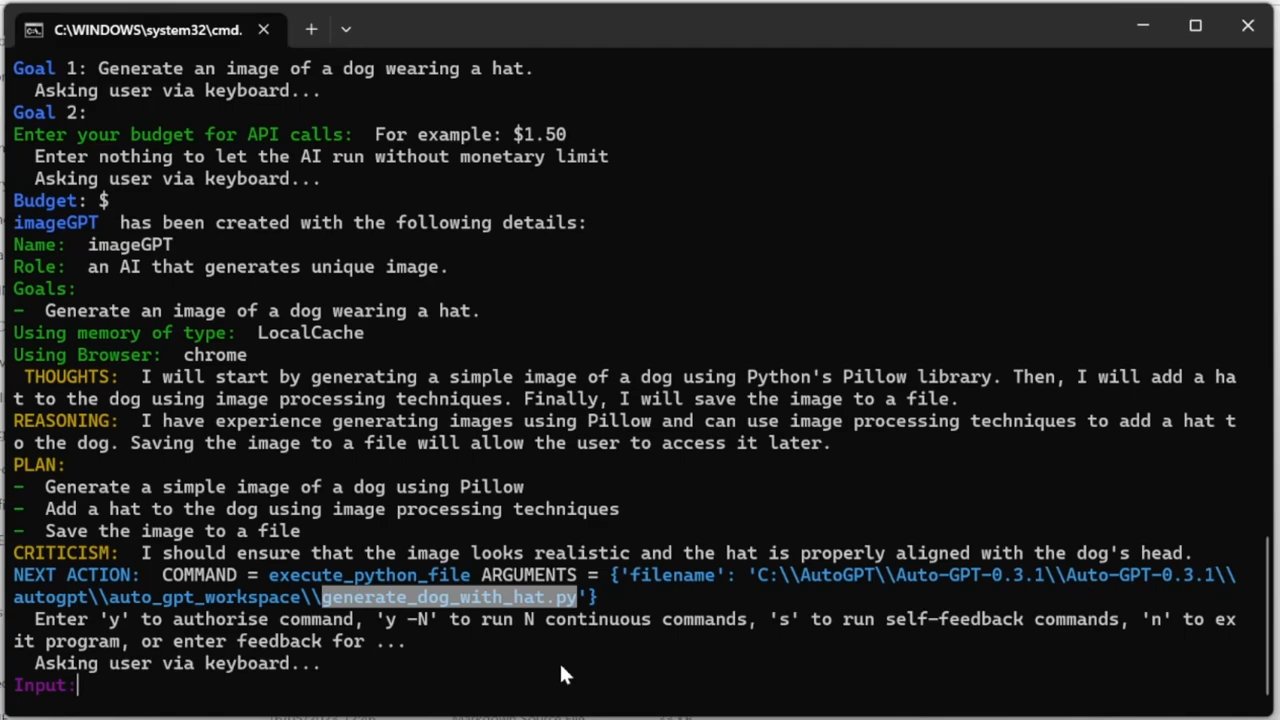 C:\WINDOWS\system32\cmd.
Goal 1: Generate an image of a dog wearing a hat.
Asking user via keyboard...
Goal 2:
Enter your budget for API calls:  For example: $1.50
Enter nothing to let the AI run without monetary limit
Asking user via keyboard...
Budget: $
imageGPT  has been created with the following details:
Name:  imageGPT
Role:  an AI that generates unique image.
Goals:
-  Generate an image of a dog wearing a hat.
Using memory of type:  LocalCache
Using Browser:  chrome
THOUGHTS:  I will start by generating a simple image of a dog using Python's Pillow library. Then, I will add a ha
t to the dog using image processing techniques. Finally, I will save the image to a file.
REASONING:  I have experience generating images using Pillow and can use image processing techniques to add a hat t
o the dog. Saving the image to a file will allow the user to access it later.
PLAN:
-  Generate a simple image of a dog using Pillow
-  Add a hat to the dog using image processing techniques
-  Save the image to a file
CRITICISM:  I should ensure that the image looks realistic and the hat is properly aligned with the dog's head.
NEXT ACTION:  COMMAND = execute_python_file ARGUMENTS = {'filename': 'C:\\AutoGPT\\Auto-GPT-0.3.1\\Auto-GPT-0.3.1\\
autogpt\\auto_gpt_workspace\\generate_dog_with_hat.py'}
Enter 'y' to authorise command, 'y -N' to run N continuous commands, 's' to run self-feedback commands, 'n' to ex
it program, or enter feedback for ...
Asking user via keyboard...
Input: